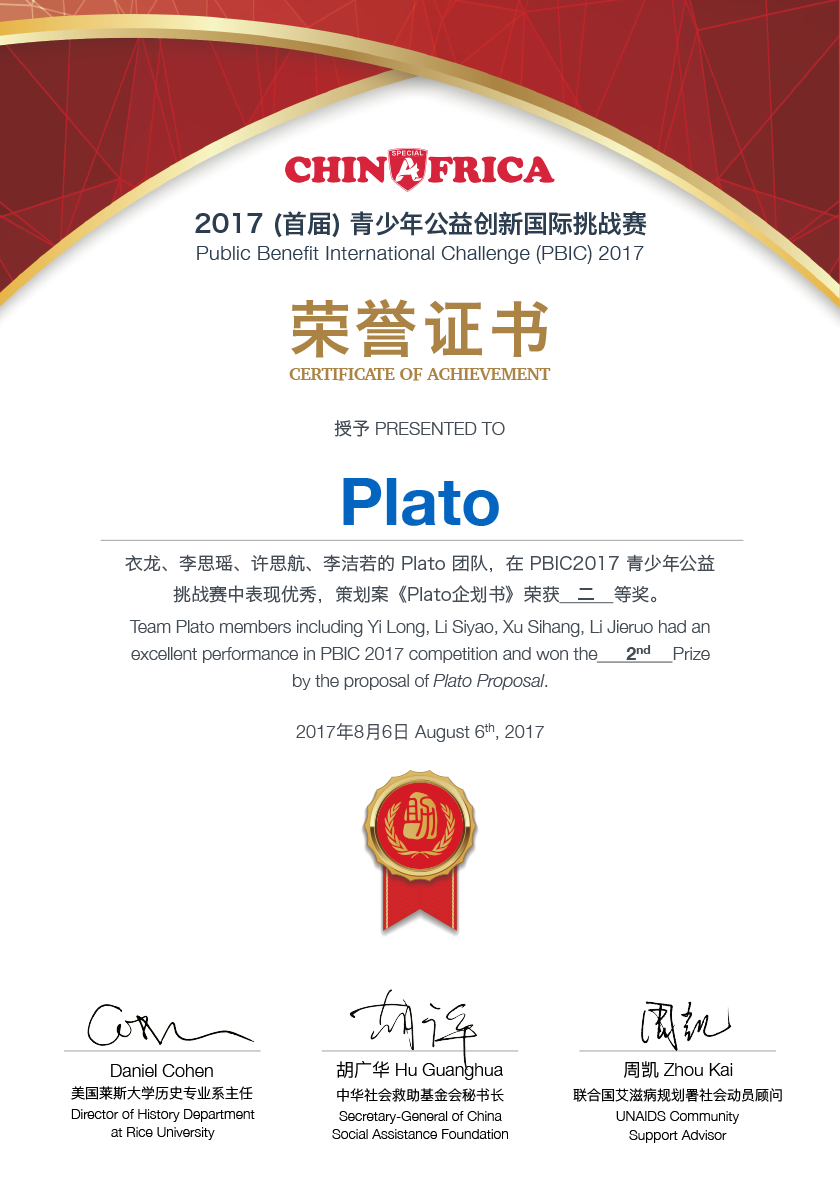 SPECIAL
CHINAFRICA
2017 (首届) 青少年公益创新国际挑战赛
Public Benefit International Challenge (PBIC) 2017
荣誉证书
CERTIFICATE OF ACHIEVEMENT
授予 PRESENTED TO
Plato
衣龙、李思瑶、许思航、李洁若的 Plato 团队，在 PBIC2017 青少年公益
挑战赛中表现优秀，策划案《Plato企划书》荣获__二__等奖。
Team Plato members including Yi Long, Li Siyao, Xu Sihang, Li Jieruo had an
excellent performance in PBIC 2017 competition and won the___2nd__Prize
by the proposal of Plato Proposal.
2017年8月6日 August 6th, 2017
Daniel Cohen
美国莱斯大学历史专业系主任
Director of History Department
at Rice University
胡广华 Hu Guanghua
中华社会救助基金会秘书长
Secretary-General of China
Social Assistance Foundation
周凯
周凯 Zhou Kai
联合国艾滋病规划署社会动员顾问
UNAIDS Community
Support Advisor